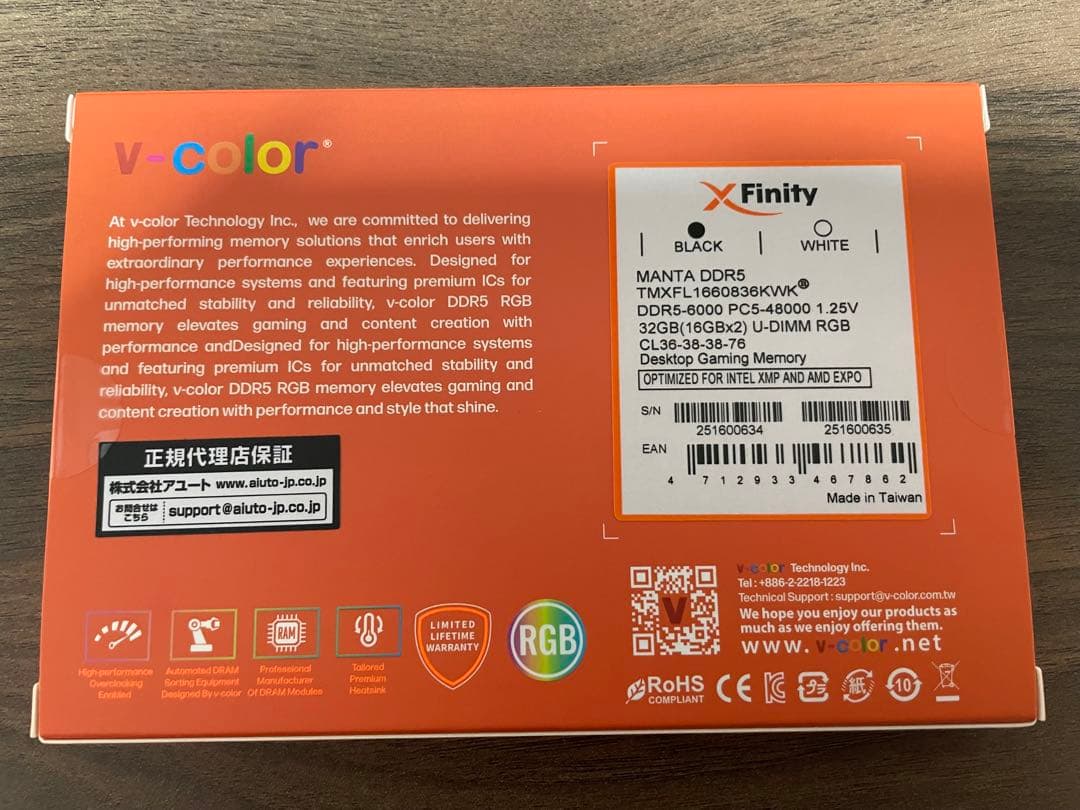 v-color®
At v-color Technology Inc., we are committed to delivering
high-performing memory solutions that enrich users with
extraordinary performance experiences. Designed for
high-performance systems and featuring premium ICs for
unmatched stability and reliability, v-color DDR5 RGB
memory elevates gaming and content creation with
performance andDesigned for high-performance systems
and featuring premium ICs for unmatched stability and
reliability, v-color DDR5 RGB memory elevates gaming and
content creation with performance and style that shine.
正規代理店保証
株式会社アユート www.aiuto-jp.co.jp
お問合せは
こちら
support@aiuto-jp.co.jp
High-performance
Overclocking
Enabled
Automated DRAM
Sorting Equipment
Designed By v-color
RAM
Professional
Manufacturer
Of DRAM Modules
Tailored
Premium
Heatsink
LIMITED
LIFETIME
WARRANTY
RGB
XFinity
BLACK
WHITE
MANTA DDR5
TMXFL1660836KWK®
DDR5-6000 PC5-48000 1.25V
32GB(16GBx2) U-DIMM RGB
CL36-38-38-76
Desktop Gaming Memory
OPTIMIZED FOR INTEL XMP AND AMD EXPO
S/N
251600634
251600635
EAN
4 712933 467862
Made in Taiwan
V
v-color Technology Inc.
Tel : +886-2-2218-1223
Technical Support : support@v-color.com.tw
We hope you enjoy our products as
much as we enjoy offering them.
www.v-color.net
RoHS
COMPLIANT
CE
プラ
紙
10